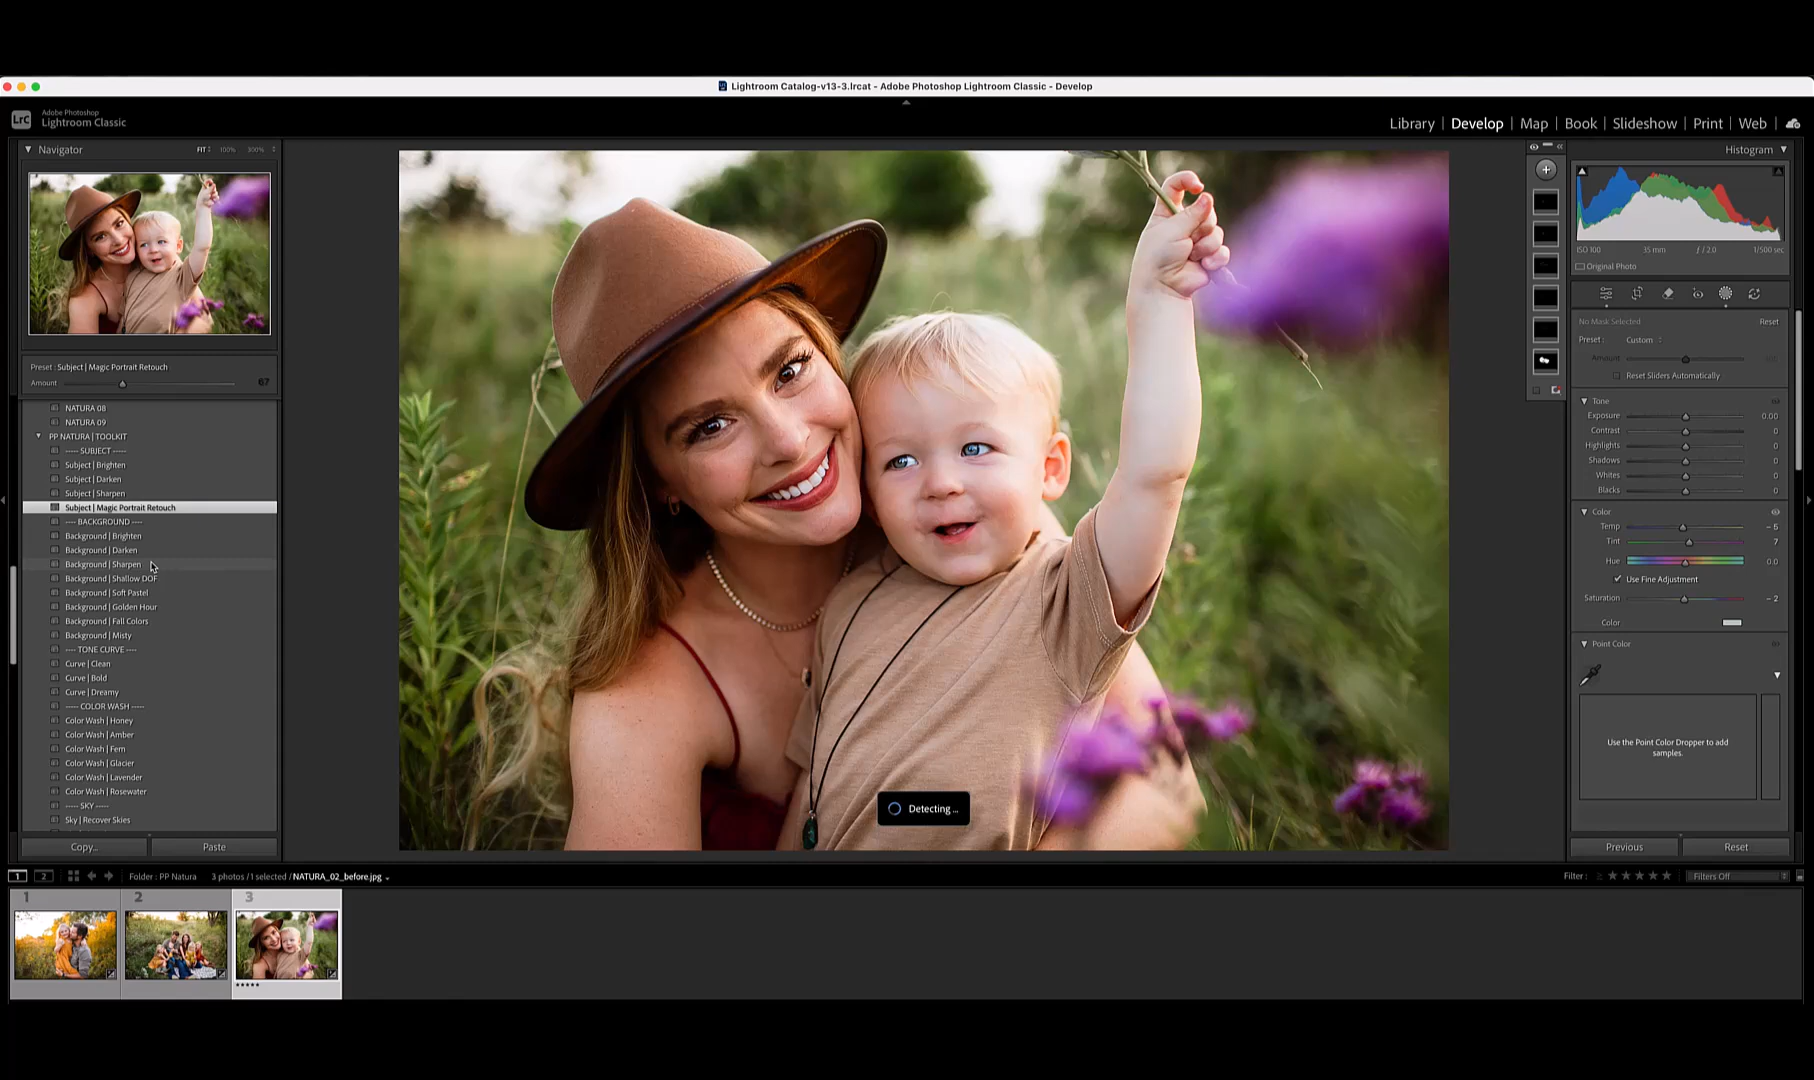 Lightroom Catalog-v13-3.lrcat - Adobe Photoshop Lightroom Classic - Develop
LrC
Adobe Photoshop
Lightroom Classic
Library | Develop | Map | Book | Slideshow | Print | Web
Navigator
FIT
100%
300%
Preset : Subject | Magic Portrait Retouch
Amount
67
NATURA 08
NATURA 09
PP NATURA | TOOLKIT
----- SUBJECT -----
Subject | Brighten
Subject | Darken
Subject | Sharpen
Subject | Magic Portrait Retouch
---- BACKGROUND ----
Background | Brighten
Background | Darken
Background | Sharpen
Background | Shallow DOF
Background | Soft Pastel
Background | Golden Hour
Background | Fall Colors
Background | Misty
---- TONE CURVE ----
Curve | Clean
Curve | Bold
Curve | Dreamy
----- COLOR WASH -----
Color Wash | Honey
Color Wash | Amber
Color Wash | Fern
Color Wash | Glacier
Color Wash | Lavender
Color Wash | Rosewater
----- SKY -----
Sky | Recover Skies
Copy...
Paste
Detecting ...
Histogram
ISO 100
35 mm
ƒ / 2.0
1/500 sec
Original Photo
No Mask Selected
Reset
Preset :
Custom
Amount
Reset Sliders Automatically
Tone
Exposure
0.00
Contrast
0
Highlights
0
Shadows
0
Whites
0
Blacks
0
Color
Temp
- 5
Tint
7
Hue
0.0
Use Fine Adjustment
Saturation
- 2
Color
Point Color
Use the Point Color Dropper to add
samples.
Previous
Reset
1
2
Folder : PP Natura
3 photos / 1 selected / NATURA_02_before.jpg
Filter :
Filters Off
1
2
3